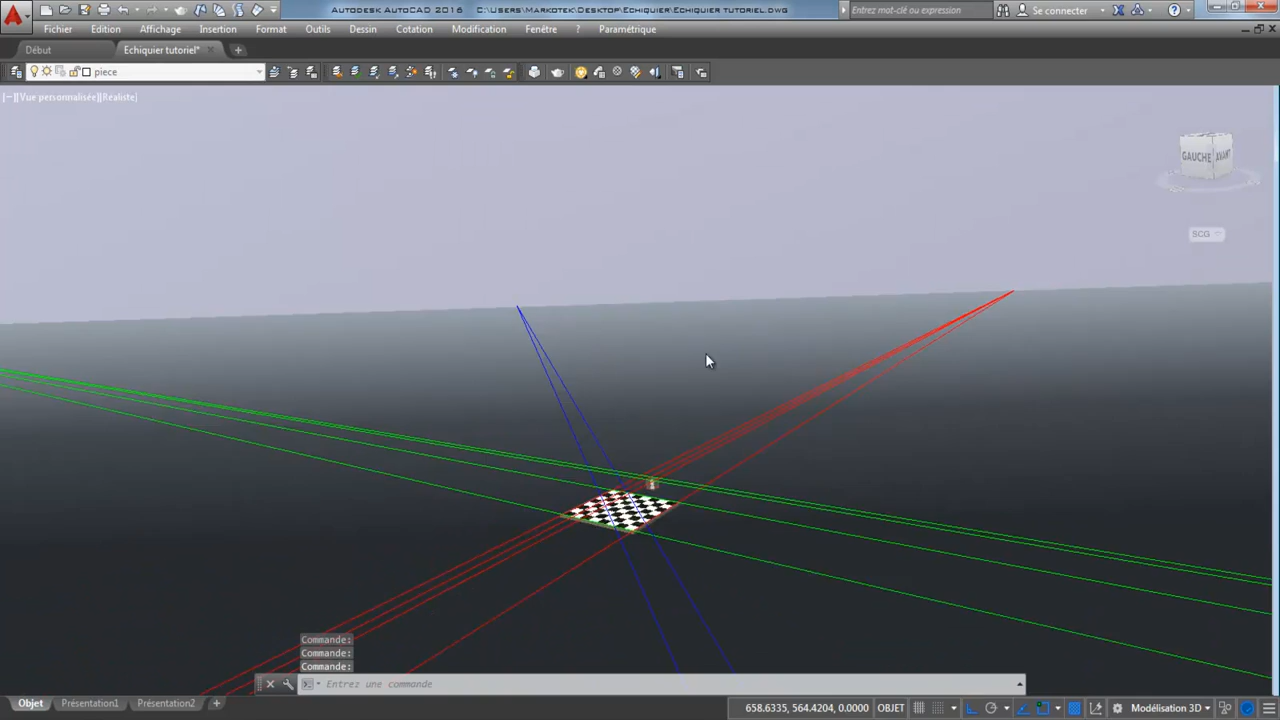 AUTODESK AUTOCAD 2016 C:\USERS\MARKOTEK\DESKTOP\ECHIQUIER\ECHIQUIER TUTORIEL.DWG
Entrez mot-clé ou expression
Se connecter
Fichier Edition Affichage Insertion Format Outils Dessin Cotation Modification Fenêtre ? Paramétrique
Début Echiquier tutoriel*
piece
[−][Vue personnalisée][Réaliste]
GAUCHE AVANT
SCG
Commande:
Commande:
Commande:
Entrez une commande
Objet Présentation1 Présentation2 658.6335, 564.4204, 0.0000 OBJET Modélisation 3D